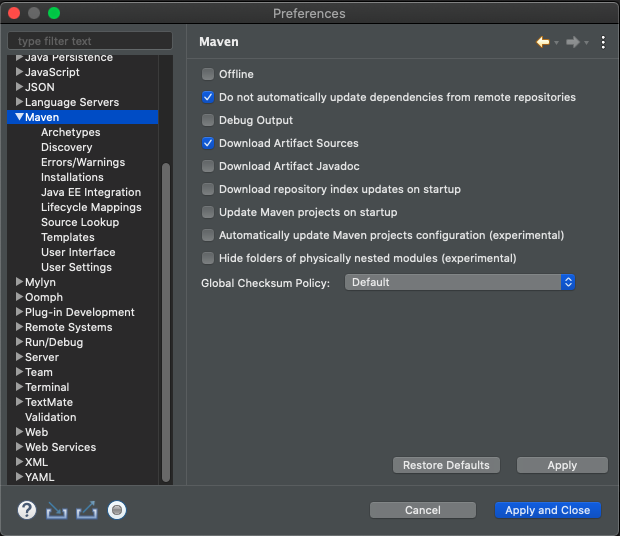 Preferences
type filter text
Java Persistence
JavaScript
JSON
Language Servers
Maven
Archetypes
Discovery
Errors/Warnings
Installations
Java EE Integration
Lifecycle Mappings
Source Lookup
Templates
User Interface
User Settings
Mylyn
Oomph
Plug-in Development
Remote Systems
Run/Debug
Server
Team
Terminal
TextMate
Validation
Web
Web Services
XML
YAML
Maven
Offline
Do not automatically update dependencies from remote repositories
Debug Output
Download Artifact Sources
Download Artifact Javadoc
Download repository index updates on startup
Update Maven projects on startup
Automatically update Maven projects configuration (experimental)
Hide folders of physically nested modules (experimental)
Global Checksum Policy: Default
Restore Defaults Apply
? Cancel Apply and Close